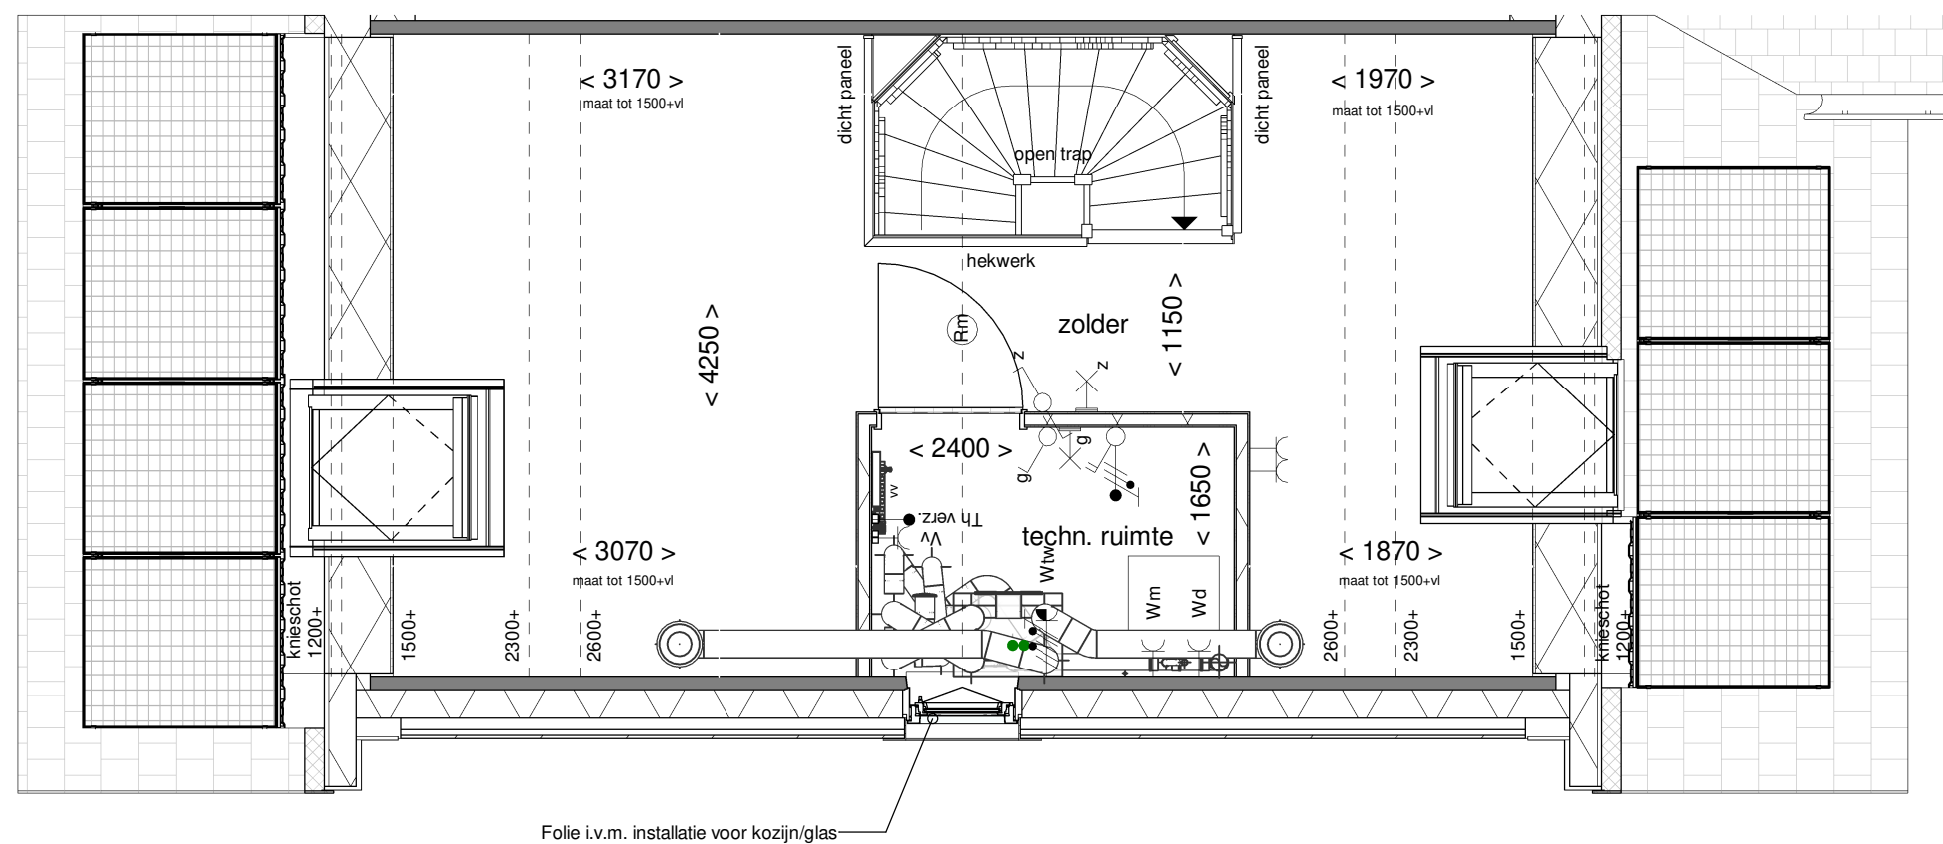 < 3170 >
maat tot 1500+vl
dicht paneel
open trap
dicht paneel
< 1970 >
maat tot 1500+vl
hekwerk
< 4250 >
Rm
zolder
< 1150 >
z
z
< 2400 >
g
g
< 1650 >
vv
Th verz.
Vv
techn. ruimte
Wtw
Wm
Wd
< 3070 >
maat tot 1500+vl
< 1870 >
maat tot 1500+vl
knieschot
1200+
1500+
2300+
2600+
2600+
2300+
1500+
knieschot
1200+
Folie i.v.m. installatie voor kozijn/glas